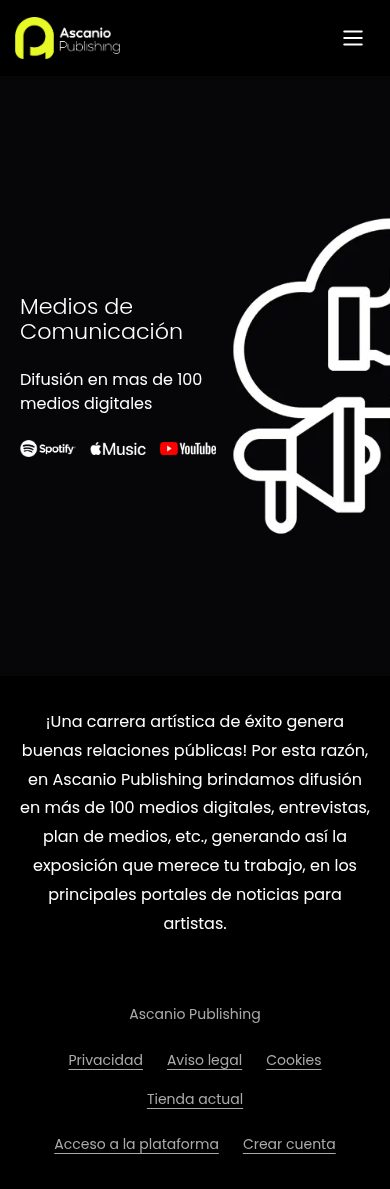 Ascanio
Publishing
Medios de
Comunicación
Difusión en mas de 100
medios digitales
Spotify Music YouTube
¡Una carrera artística de éxito genera
buenas relaciones públicas! Por esta razón,
en Ascanio Publishing brindamos difusión
en más de 100 medios digitales, entrevistas,
plan de medios, etc., generando así la
exposición que merece tu trabajo, en los
principales portales de noticias para
artistas.
Ascanio Publishing
Privacidad Aviso legal Cookies
Tienda actual
Acceso a la plataforma Crear cuenta